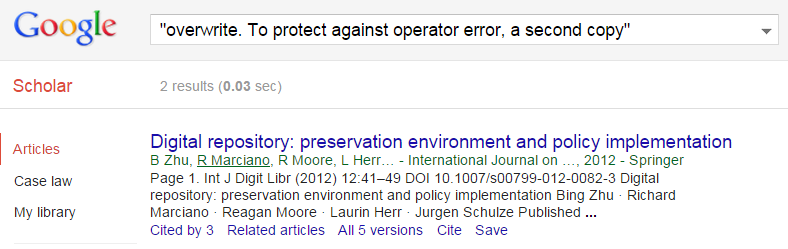 Google
"overwrite. To protect against operator error, a second copy"
Scholar
2 results (0.03 sec)
Articles
Case law
My library
Digital repository: preservation environment and policy implementation
B Zhu, R Marciano, R Moore, L Herr… - International Journal on …, 2012 - Springer
Page 1. Int J Digit Libr (2012) 12:41–49 DOI 10.1007/s00799-012-0082-3 Digital
repository: preservation environment and policy implementation Bing Zhu · Richard
Marciano · Reagan Moore · Laurin Herr · Jurgen Schulze Published ...
Cited by 3 Related articles All 5 versions Cite Save